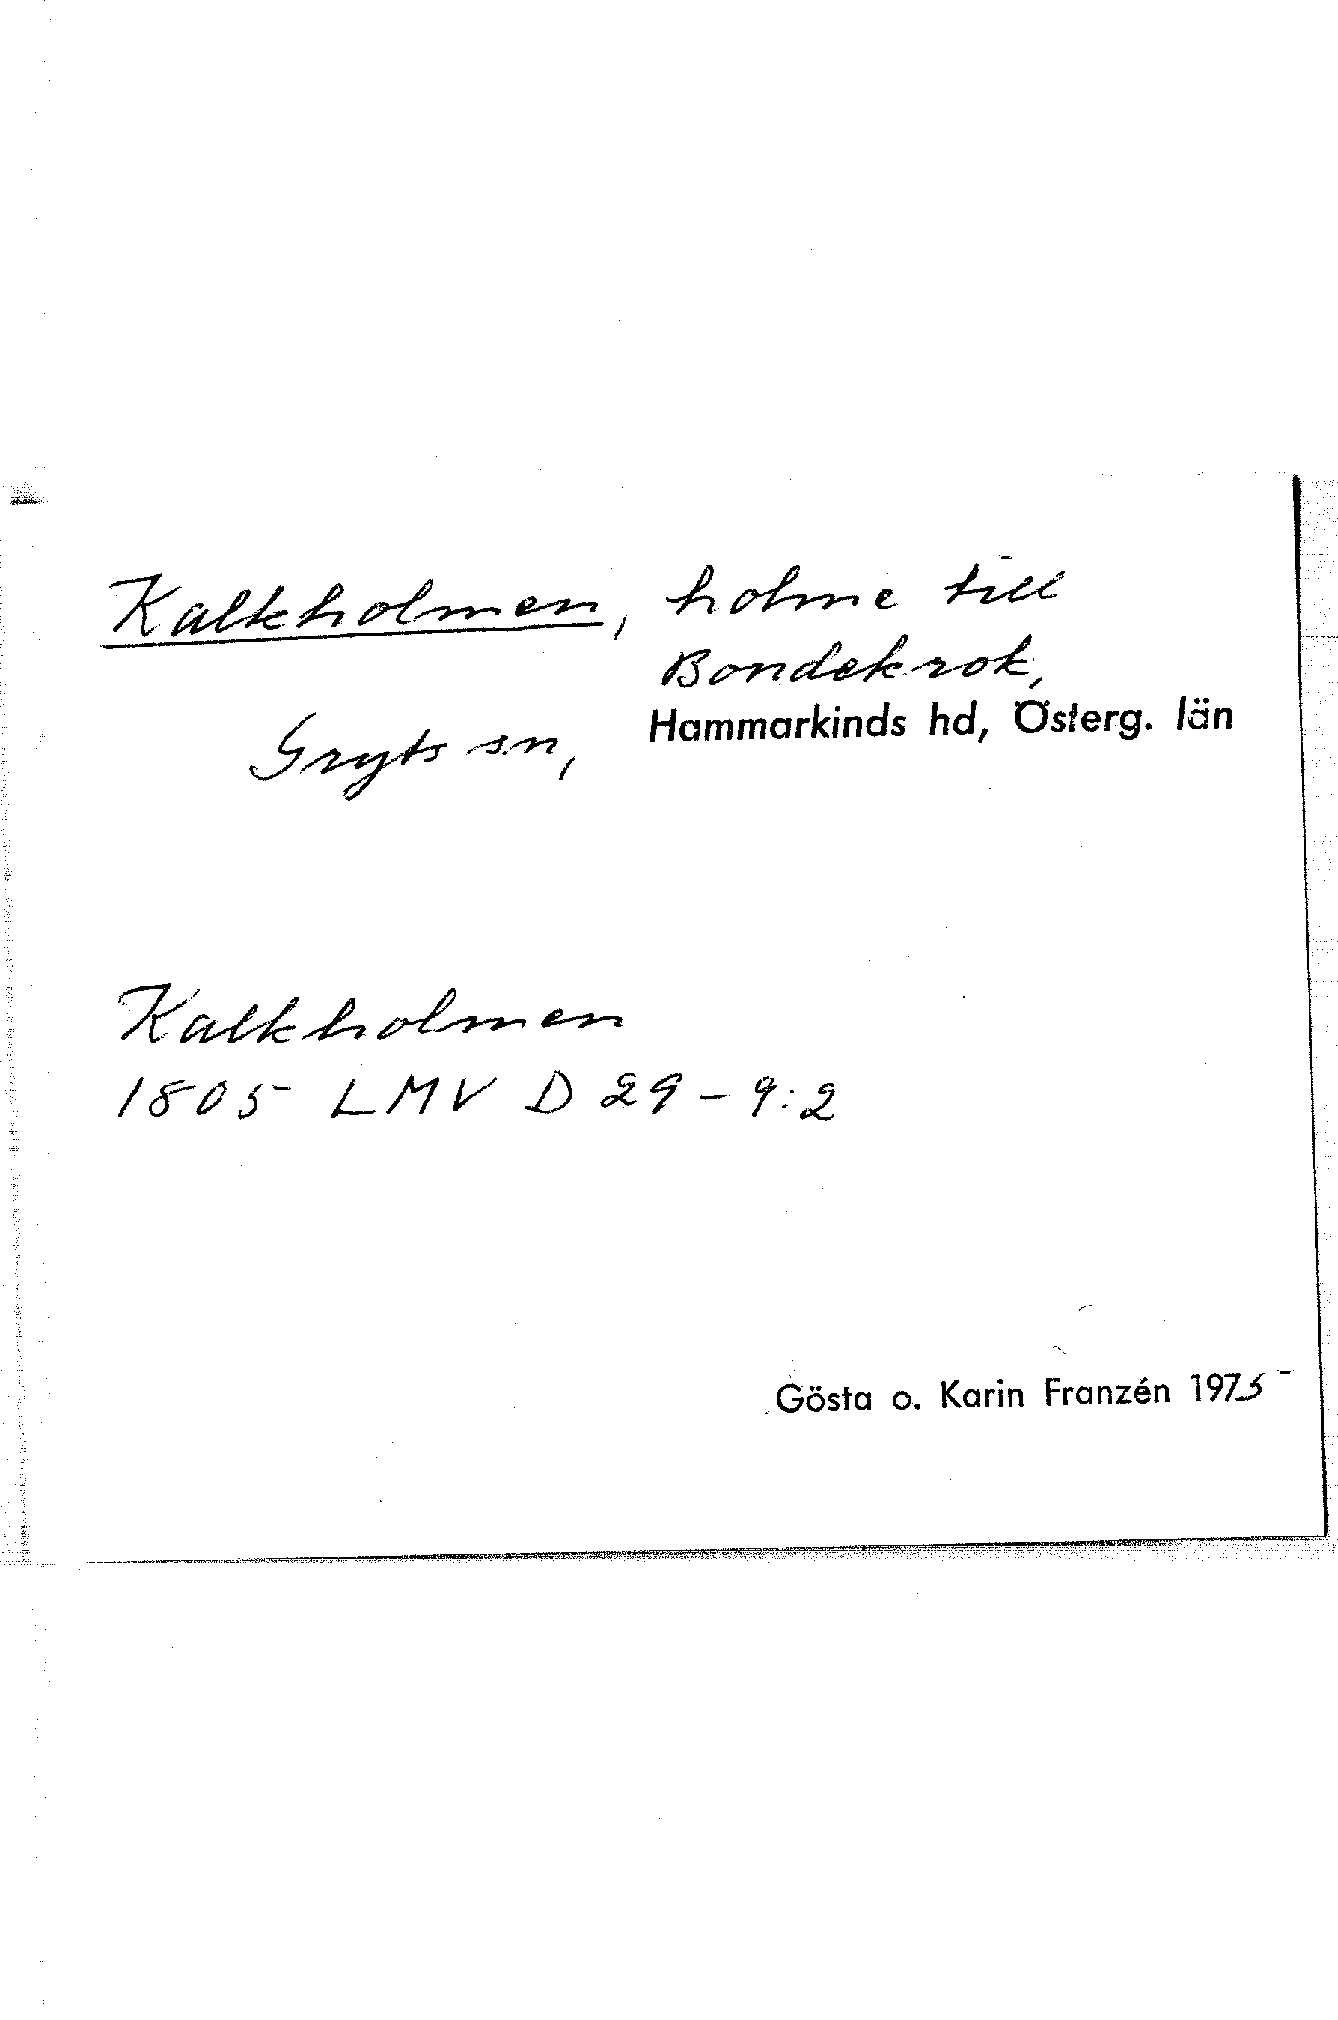 Kalkholmen, holme till
Bondekrok,
Gryts sn, Hammarkinds hd, Österg. län
Kalkholmen
1805 LMV D 29-9:2
Gösta o. Karin Franzén 1975